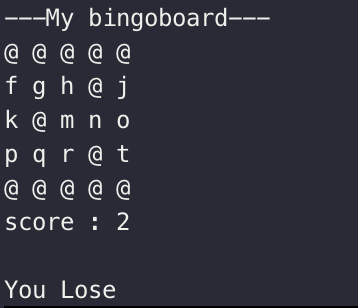 ---My bingoboard---
@ @ @ @ @
f g h @ j
k @ m n o
p q r @ t
@ @ @ @ @
score : 2
You Lose